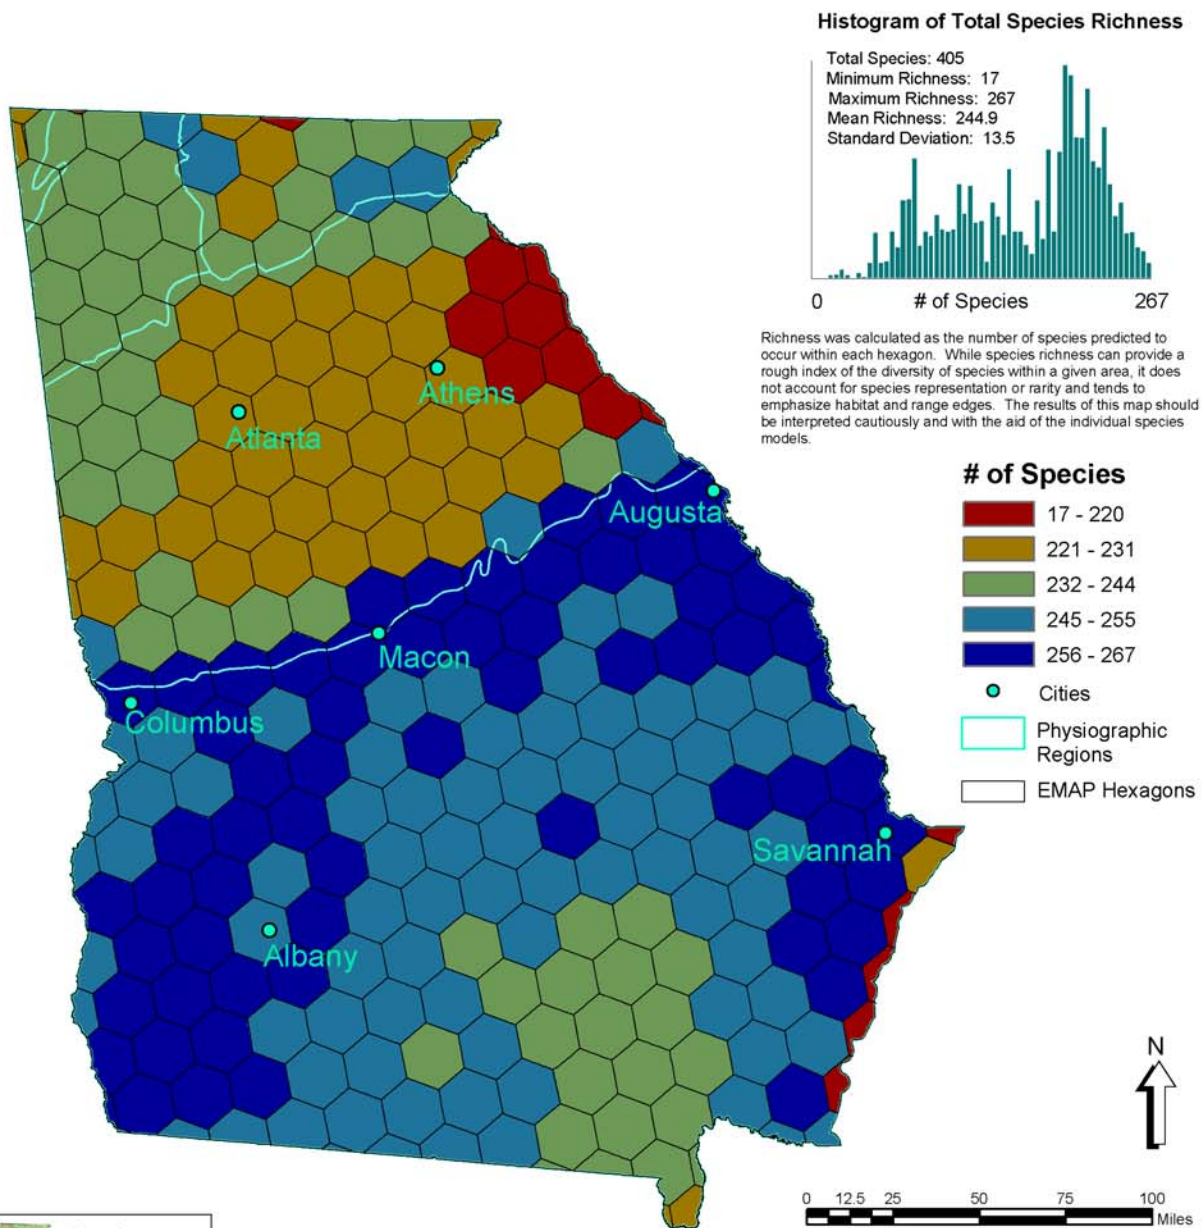 Histogram of Total Species Richness
Total Species: 405
Minimum Richness: 17
Maximum Richness: 267
Mean Richness: 244.9
Standard Deviation: 13.5
0 # of Species 267
Richness was calculated as the number of species predicted to
occur within each hexagon. While species richness can provide a
rough index of the diversity of species within a given area, it does
not account for species representation or rarity and tends to
emphasize habitat and range edges. The results of this map should
be interpreted cautiously and with the aid of the individual species
models.
# of Species
17 - 220
221 - 231
232 - 244
245 - 255
256 - 267
Cities
Physiographic
Regions
EMAP Hexagons
Athens
Atlanta
Augusta
Macon
Columbus
Savannah
Albany
N
0 12.5 25 50 75 100
Miles